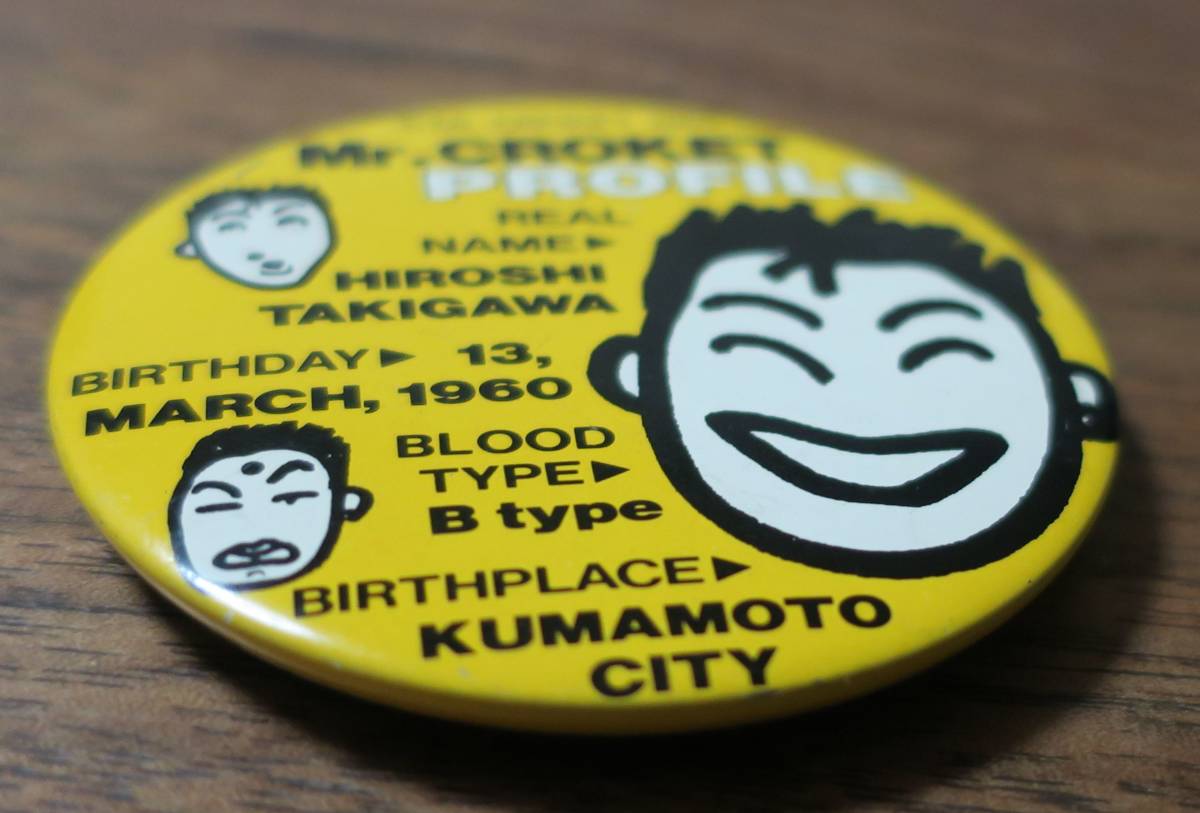 Mr. CROKET
PROFILE
REAL
NAME▶
HIROSHI
TAKIGAWA
BIRTHDAY▶ 13,
MARCH, 1960
BLOOD
TYPE▶
B type
BIRTHPLACE▶
KUMAMOTO
CITY